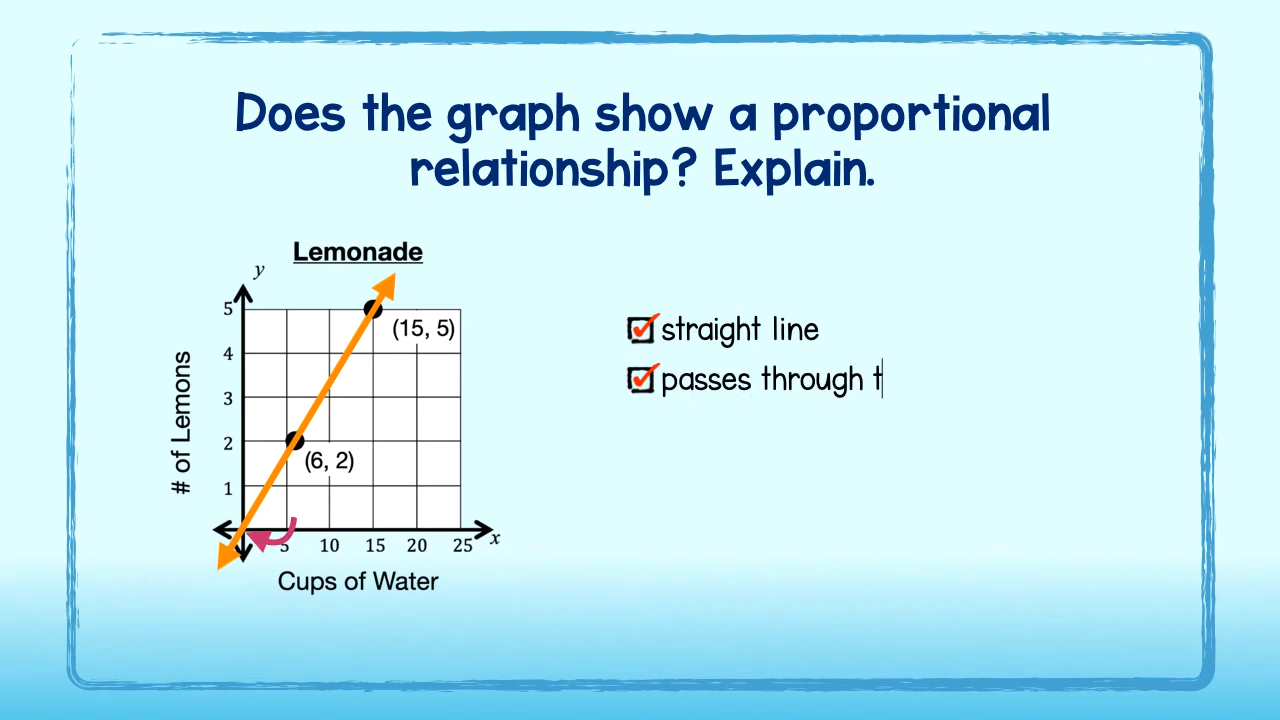 Does the graph show a proportional
relationship? Explain.
Lemonade
y
5
4
3
2
1
(15, 5)
(6, 2)
# of Lemons
5 10 15 20 25 x
Cups of Water
straight line
passes through t